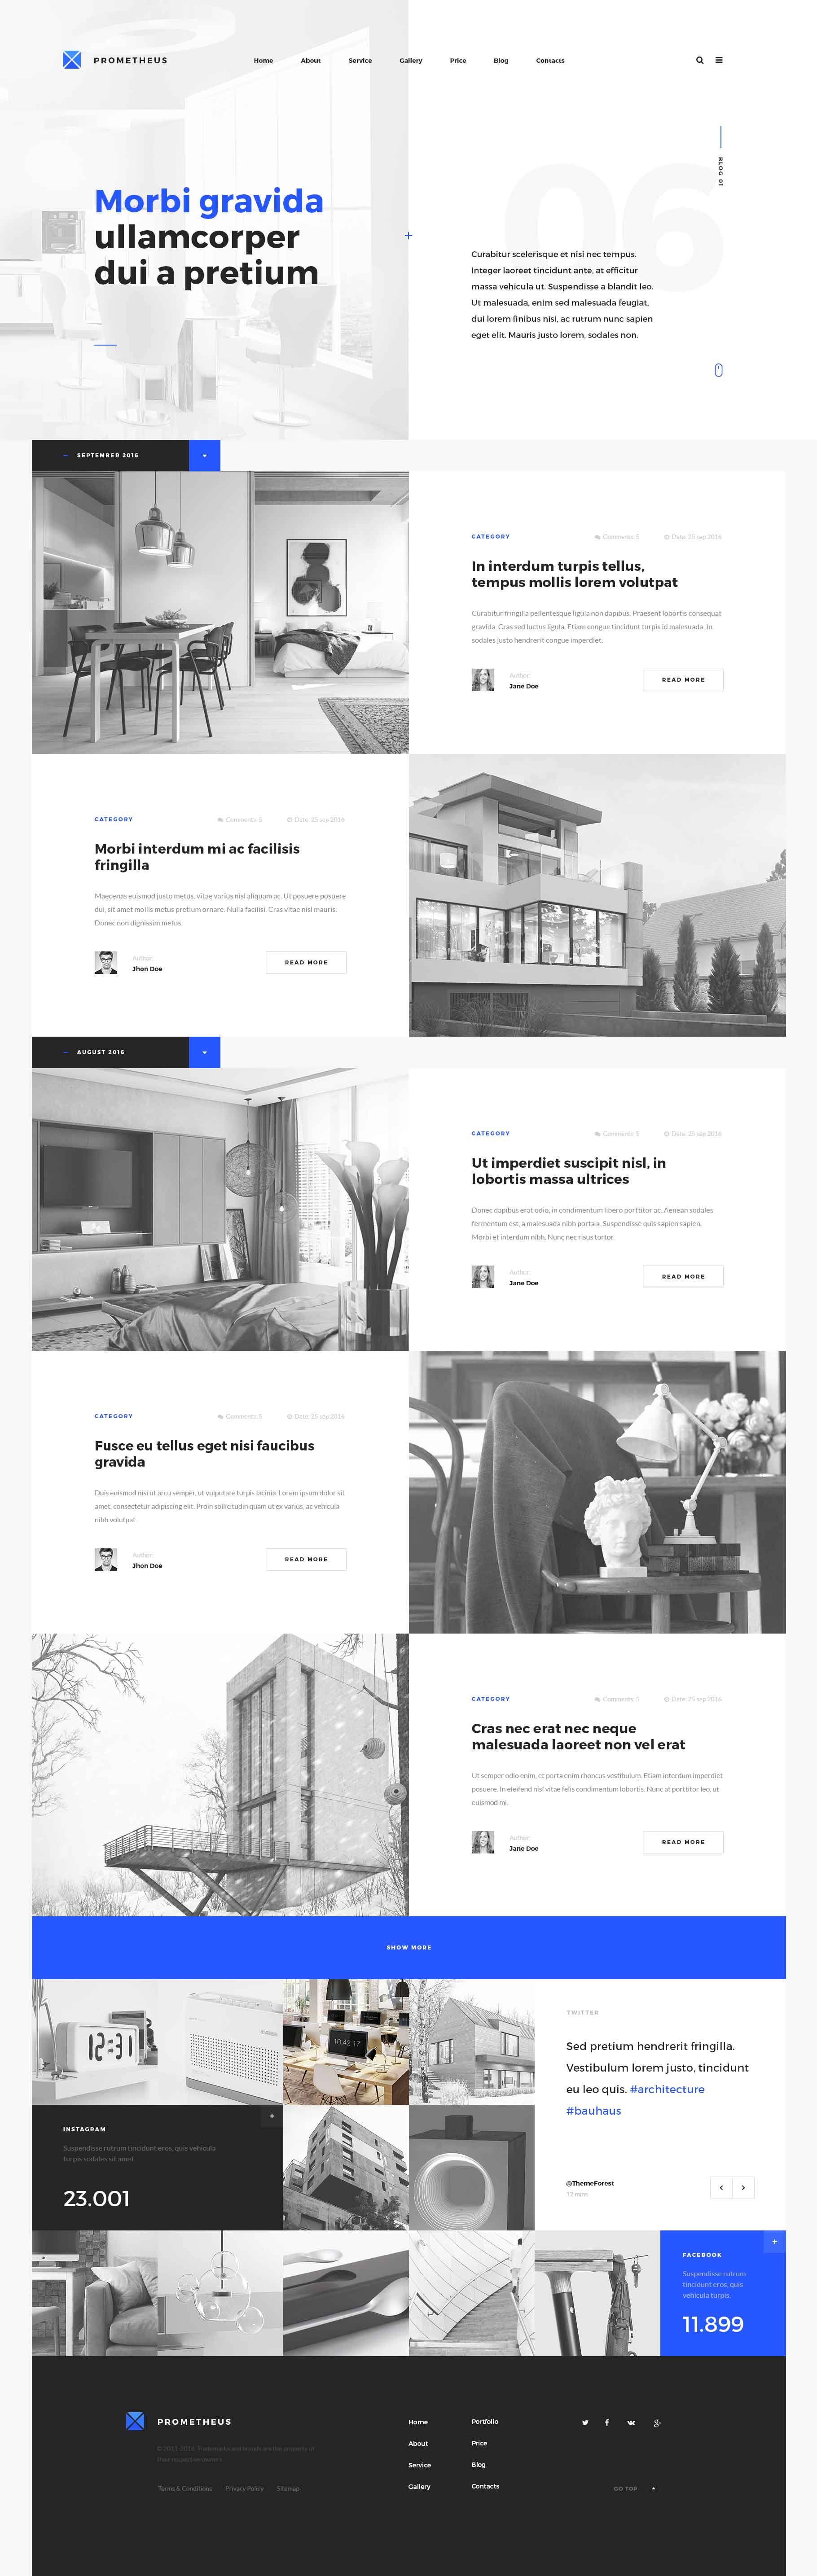 PROMETHEUS
Home About Service Gallery Price Blog Contacts
BLOG 01
06
Morbi gravida
ullamcorper
dui a pretium
Curabitur scelerisque et nisi nec tempus.
Integer laoreet tincidunt ante, at efficitur
massa vehicula ut. Suspendisse a blandit leo.
Ut malesuada, enim sed malesuada feugiat,
dui lorem finibus nisi, ac rutrum nunc sapien
eget elit. Mauris justo lorem, sodales non.
SEPTEMBER 2016
CATEGORY Comments: 5 Date: 25 sep 2016
In interdum turpis tellus,
tempus mollis lorem volutpat
Curabitur fringilla pellentesque ligula non dapibus. Praesent lobortis consequat
gravida. Cras sed luctus ligula. Etiam congue tincidunt turpis id malesuada. In
sodales justo hendrerit congue imperdiet.
Author:
Jane Doe
READ MORE
CATEGORY Comments: 5 Date: 25 sep 2016
Morbi interdum mi ac facilisis
fringilla
Maecenas euismod justo metus, vitae varius nisl aliquam ac. Ut posuere posuere
dui, sit amet mollis metus pretium ornare. Nulla facilisi. Cras vitae nisl mauris.
Donec non dignissim metus.
Author:
Jhon Doe
READ MORE
AUGUST 2016
CATEGORY Comments: 5 Date: 25 sep 2016
Ut imperdiet suscipit nisl, in
lobortis massa ultrices
Donec dapibus erat odio, in condimentum libero porttitor ac. Aenean sodales
fermentum est, a malesuada nibh porta a. Suspendisse quis sapien sapien.
Morbi et interdum nibh. Nunc nec risus tortor.
Author:
Jane Doe
READ MORE
CATEGORY Comments: 5 Date: 25 sep 2016
Fusce eu tellus eget nisi faucibus
gravida
Duis euismod nisi ut arcu semper, ut vulputate turpis lacinia. Lorem ipsum dolor sit
amet, consectetur adipiscing elit. Proin sollicitudin quam ut ex varius, ac vehicula
nibh volutpat.
Author:
Jhon Doe
READ MORE
CATEGORY Comments: 5 Date: 25 sep 2016
Cras nec erat nec neque
malesuada laoreet non vel erat
Ut semper odio enim, et porta enim rhoncus vestibulum. Etiam interdum imperdiet
posuere. In eleifend nisl vitae felis condimentum lobortis. Nunc at porttitor leo, ut
euismod mi.
Author:
Jane Doe
READ MORE
SHOW MORE
12:31
10 42 17
TWITTER
Sed pretium hendrerit fringilla.
Vestibulum lorem justo, tincidunt
eu leo quis. #architecture
#bauhaus
@ThemeForest
12 mins
INSTAGRAM
Suspendisse rutrum tincidunt eros, quis vehicula
turpis sodales sit amet.
23.001
FACEBOOK
Suspendisse rutrum
tincidunt eros, quis
vehicula turpis.
11.899
PROMETHEUS
© 2011-2016. Trademarks and brands are the property of
their respective owners.
Terms & Conditions Privacy Policy Sitemap
Home
About
Service
Gallery
Portfolio
Price
Blog
Contacts
GO TOP